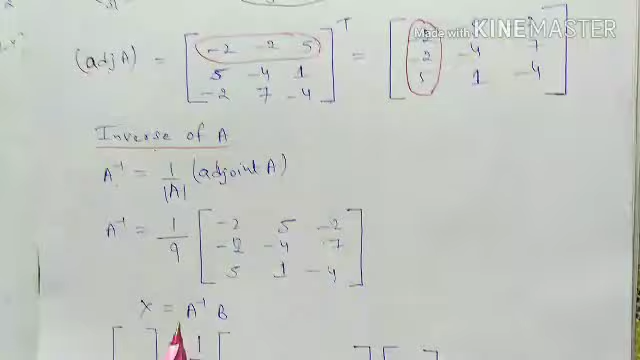 Made with KINEMASTER
(adj A) = [ -2 -2 5 ]T = [ -2
5 -4 1 -2 -4 7
-2 7 -4 ] 5 1 -4 ]
Inverse of A
A-1 = 1/|A| (adjoint A)
A-1 = 1/9 [ -2 5 -2
-2 -4 7
5 1 -4 ]
X = A-1 B
[ ] 1 [ ] [ ]